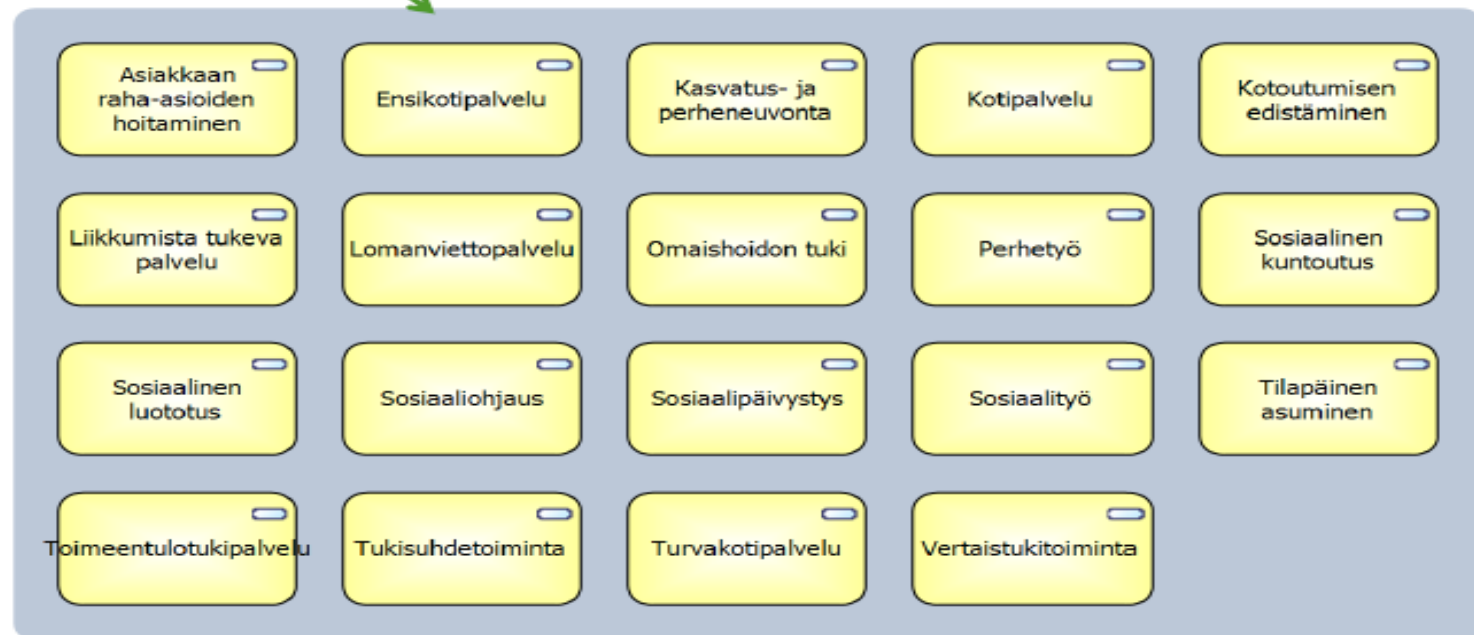 Asiakkaan
raha-asioiden
hoitaminen
Ensikotipalvelu
Kasvatus- ja
perheneuvonta
Kotipalvelu
Kotoutumisen
edistäminen
Liikkumista tukeva
palvelu
Lomanviettopalvelu
Omaishoidon tuki
Perhetyö
Sosiaalinen
kuntoutus
Sosiaalinen
luototus
Sosiaaliohjaus
Sosiaalipäivystys
Sosiaalityö
Tilapäinen
asuminen
Toimeentulotukipalvelu
Tukisuhdetoiminta
Turvakotipalvelu
Vertaistukitoiminta